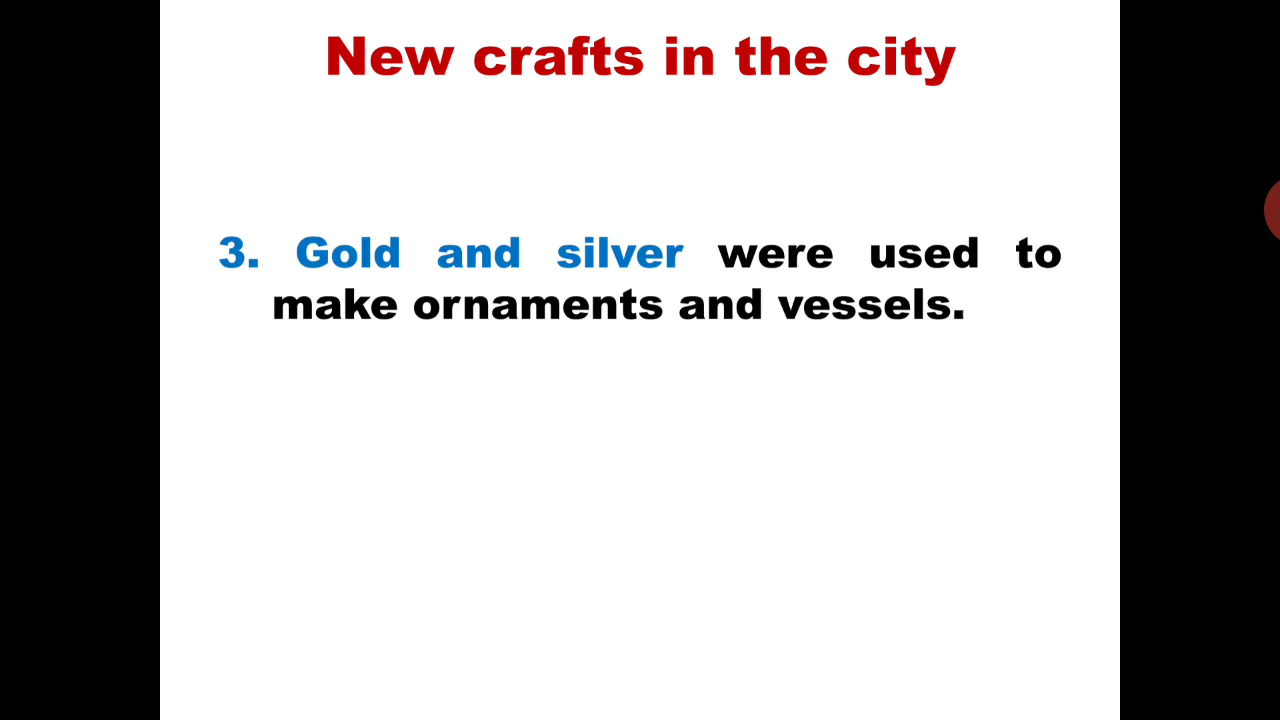 New crafts in the city
3. Gold and silver were used to
make ornaments and vessels.